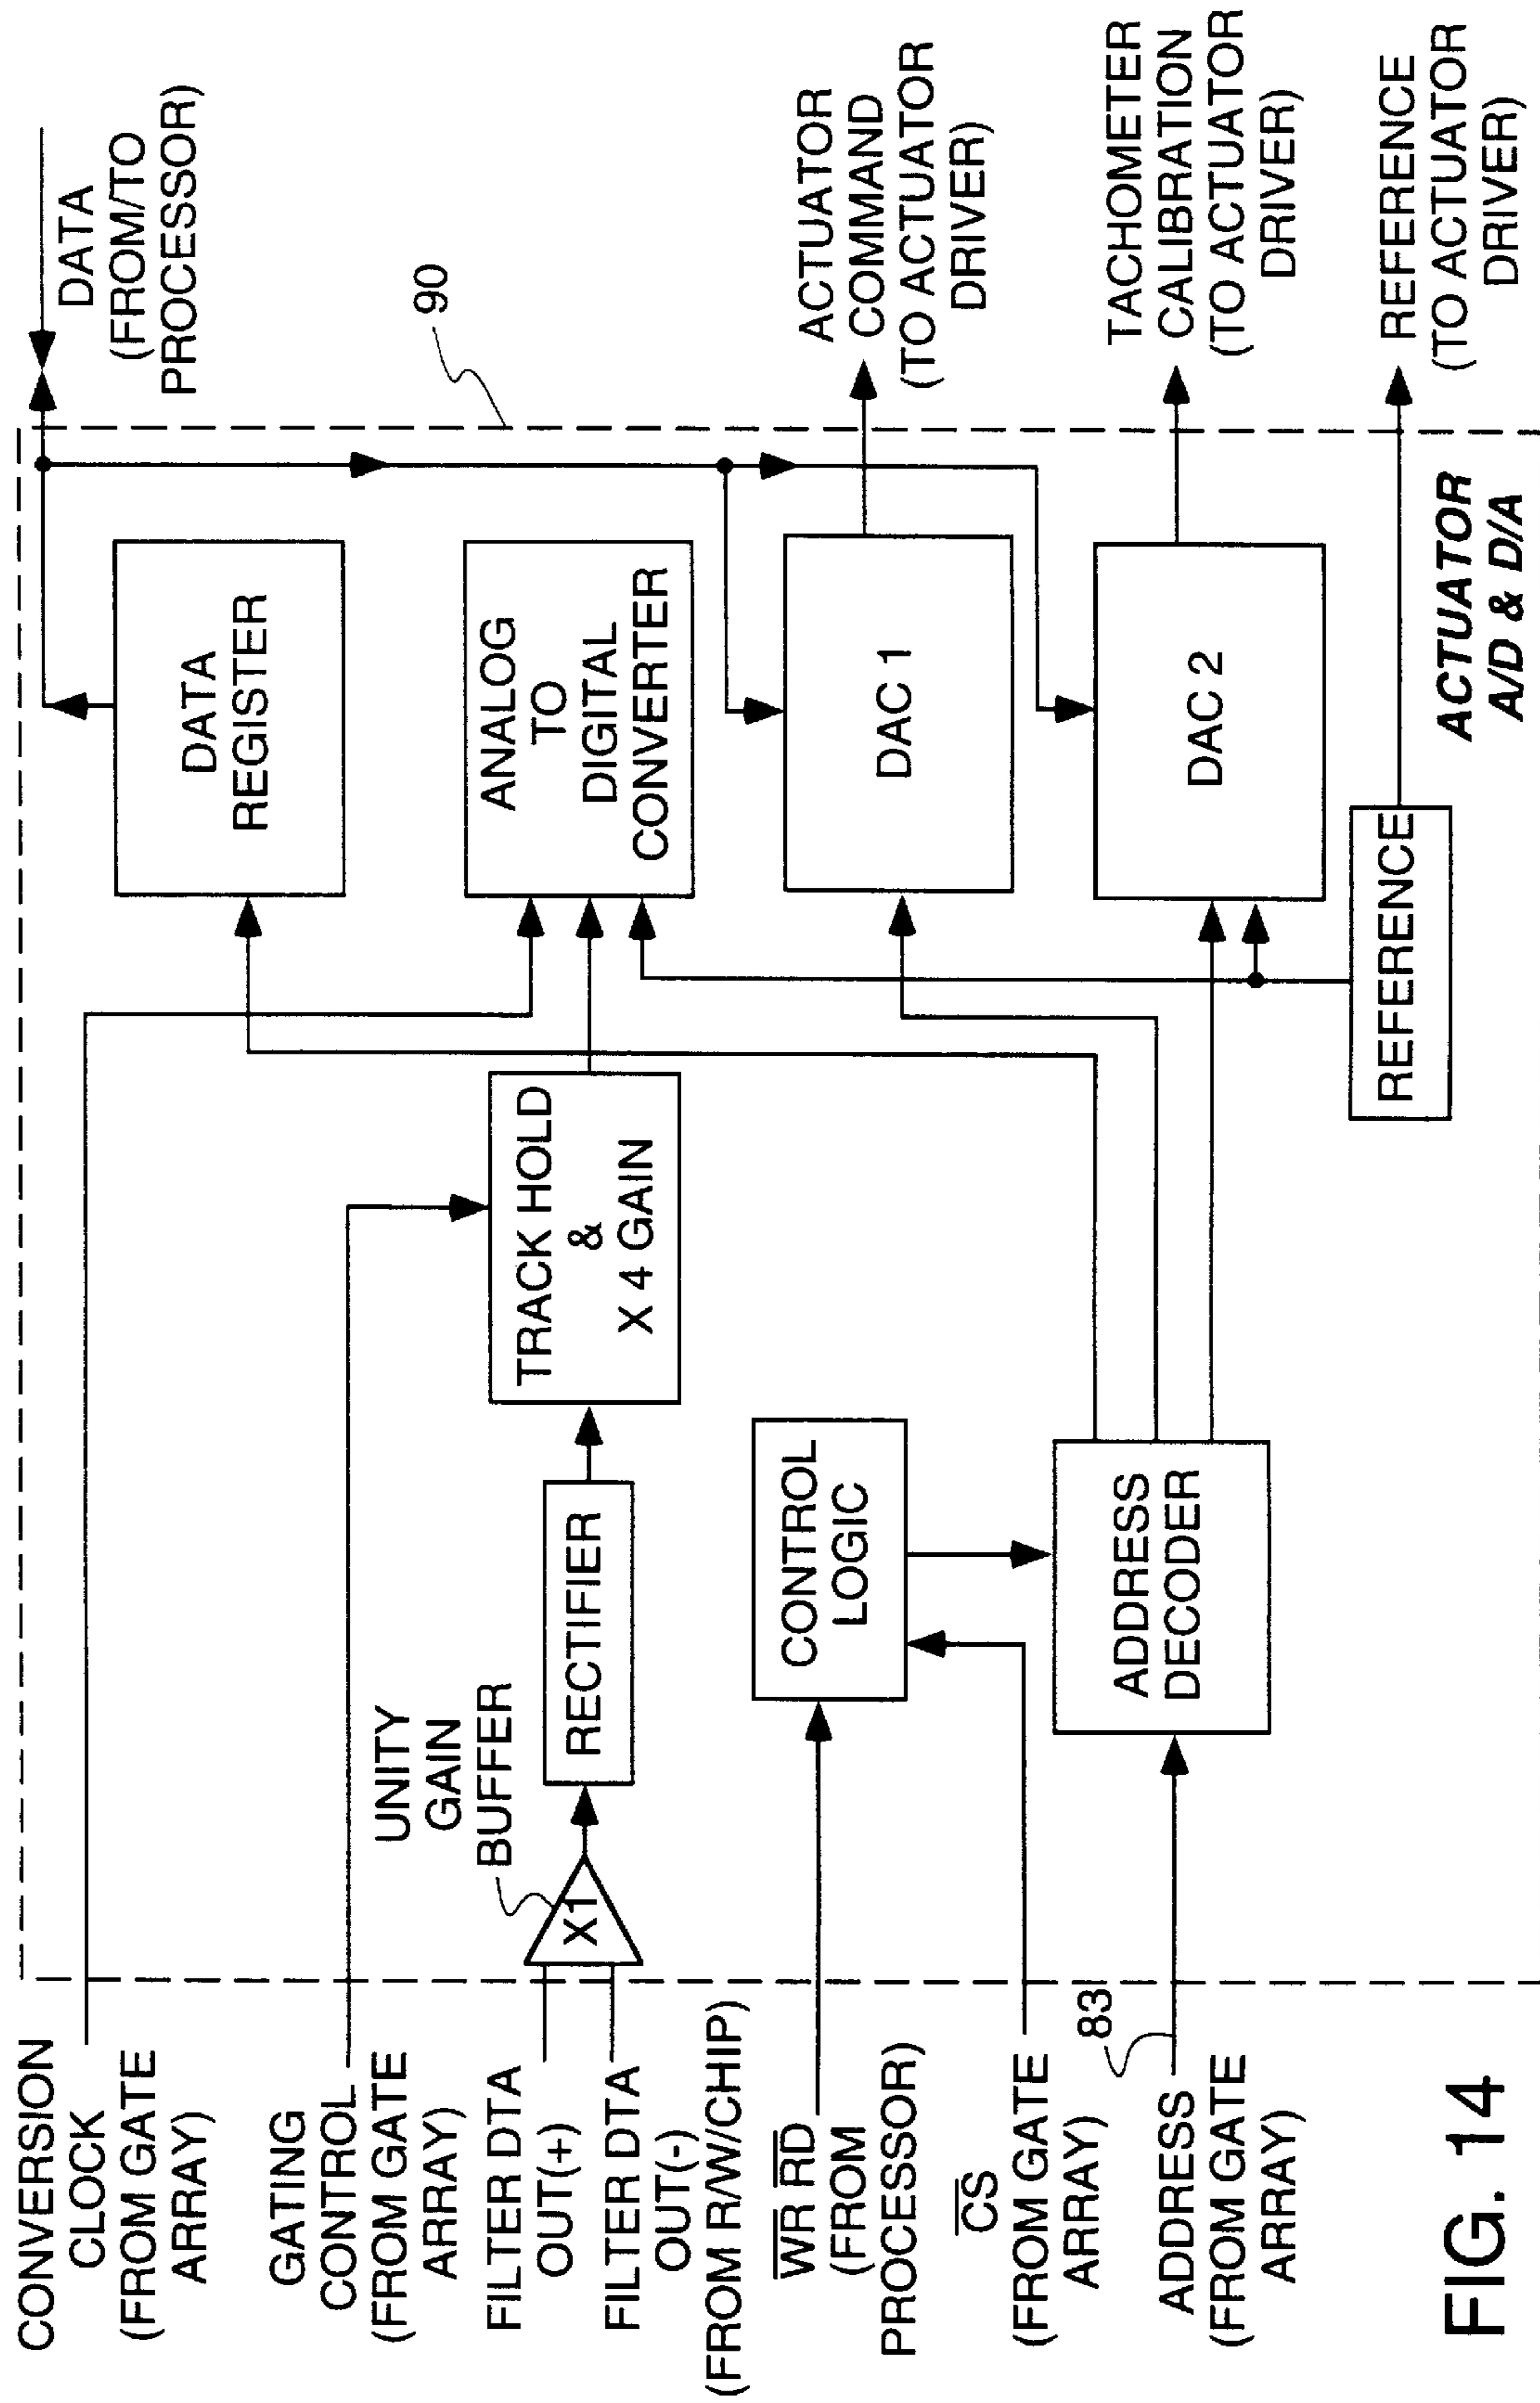 CONVERSION
CLOCK
(FROM GATE
ARRAY)
GATING
CONTROL
(FROM GATE
ARRAY)
FILTER DTA
OUT(+)
FILTER DTA
OUT(-)
(FROM R/W/CHIP)
WR RD
(FROM
PROCESSOR)
CS
(FROM GATE
ARRAY)
83
ADDRESS
(FROM GATE
ARRAY)
UNITY
GAIN
BUFFER
X1
RECTIFIER
TRACK HOLD
&
X 4 GAIN
CONTROL
LOGIC
ADDRESS
DECODER
DATA
REGISTER
ANALOG
TO
DIGITAL
CONVERTER
DAC 1
DAC 2
REFERENCE
ACTUATOR
A/D & D/A
DATA
(FROM/TO
PROCESSOR)
90
ACTUATOR
COMMAND
(TO ACTUATOR
DRIVER)
TACHOMETER
CALIBRATION
(TO ACTUATOR
DRIVER)
REFERENCE
(TO ACTUATOR
DRIVER)
FIG. 14